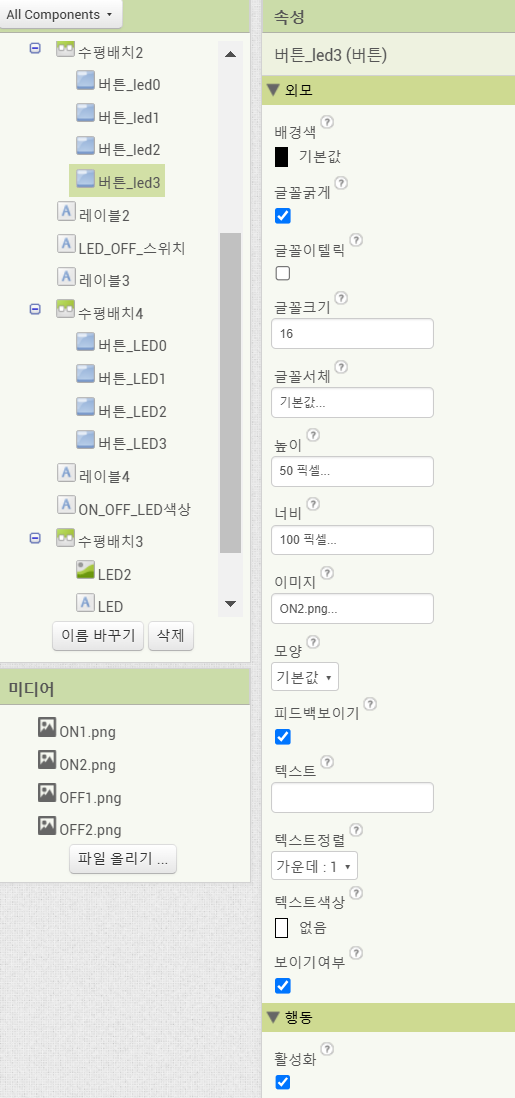 All Components
수평배치2
버튼_led0
버튼_led1
버튼_led2
버튼_led3
레이블2
LED_OFF_스위치
레이블3
수평배치4
버튼_LED0
버튼_LED1
버튼_LED2
버튼_LED3
레이블4
ON_OFF_LED색상
수평배치3
LED2
LED
이름 바꾸기 삭제
미디어
ON1.png
ON2.png
OFF1.png
OFF2.png
파일 올리기 ...
속성
버튼_led3 (버튼)
외모
배경색 ?
기본값
글꼴굵게 ?
글꼴이텔릭 ?
글꼴크기 ?
16
글꼴서체 ?
기본값...
높이 ?
50 픽셀...
너비 ?
100 픽셀...
이미지 ?
ON2.png...
모양 ?
기본값
피드백보이기 ?
텍스트 ?
텍스트정렬 ?
가운데 : 1
텍스트색상 ?
없음
보이기여부 ?
행동
활성화 ?